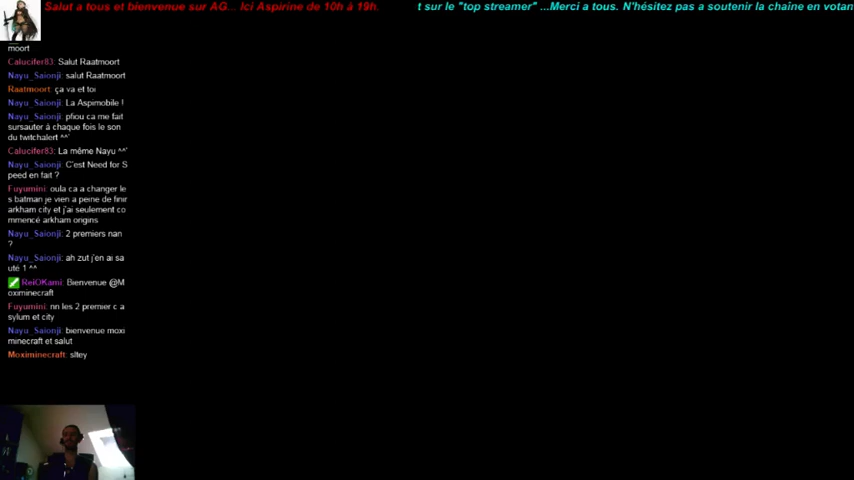 Salut a tous et bienvenue sur AG... Ici Aspirine de 10h à 19h.
t sur le "top streamer" ...Merci a tous. N'hésitez pas a soutenir la chaîne en votan
moort
Calucifer83: Salut Raatmoort
Nayu_Saionji: salut Raatmoort
Raatmoort: ça va et toi
Nayu_Saionji: La Aspimobile !
Nayu_Saionji: pfiou ca me fait
sursauter à chaque fois le son
du twitchalert ^^'
Calucifer83: La même Nayu ^^'
Nayu_Saionji: C'est Need for S
peed en fait ?
Fuyumini: oula ca a changer le
s batman je vien a peine de finir
arkham city et j'ai seulement co
mmencé arkham origins
Nayu_Saionji: 2 premiers nan
?
Nayu_Saionji: ah zut j'en ai sa
uté 1 ^^
ReiOKami: Bienvenue @M
oximinecraft
Fuyumini: nn les 2 premier c a
sylum et city
Nayu_Saionji: bienvenue moxi
minecraft et salut
Moximinecraft: sltey